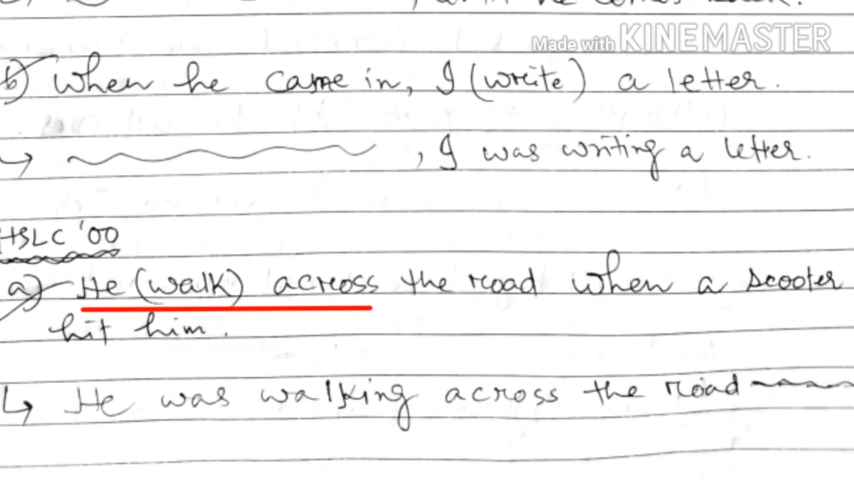 Made with KINEMASTER
b) When he came in, I (write) a letter.
↳ , I was writing a letter.
HSLC '00
a) He (walk) across the road when a scooter
hit him.
↳ He was walking across the road